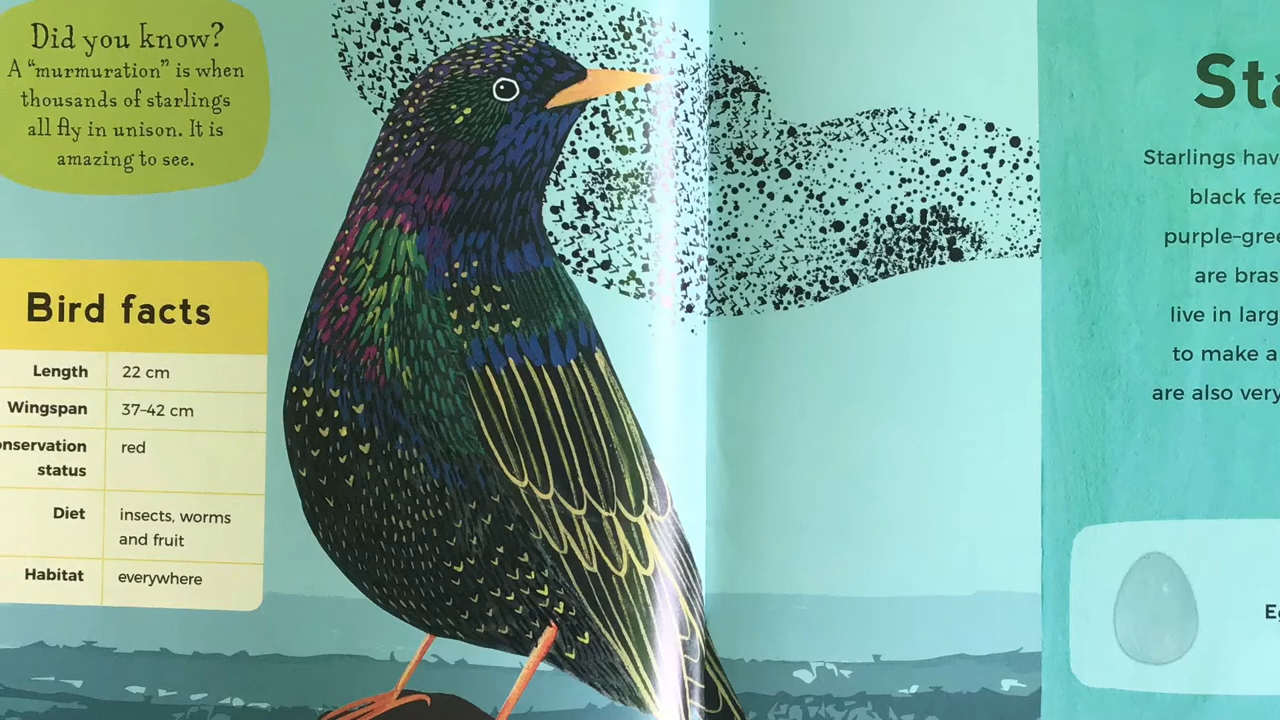 Did you know?
A “murmuration” is when
thousands of starlings
all fly in unison. It is
amazing to see.
Bird facts
Length 22 cm
Wingspan 37–42 cm
onservation red
status
Diet insects, worms
and fruit
Habitat everywhere
Sta
Starlings have
black fea
purple-gree
are bras
live in larg
to make a
are also very
Eg